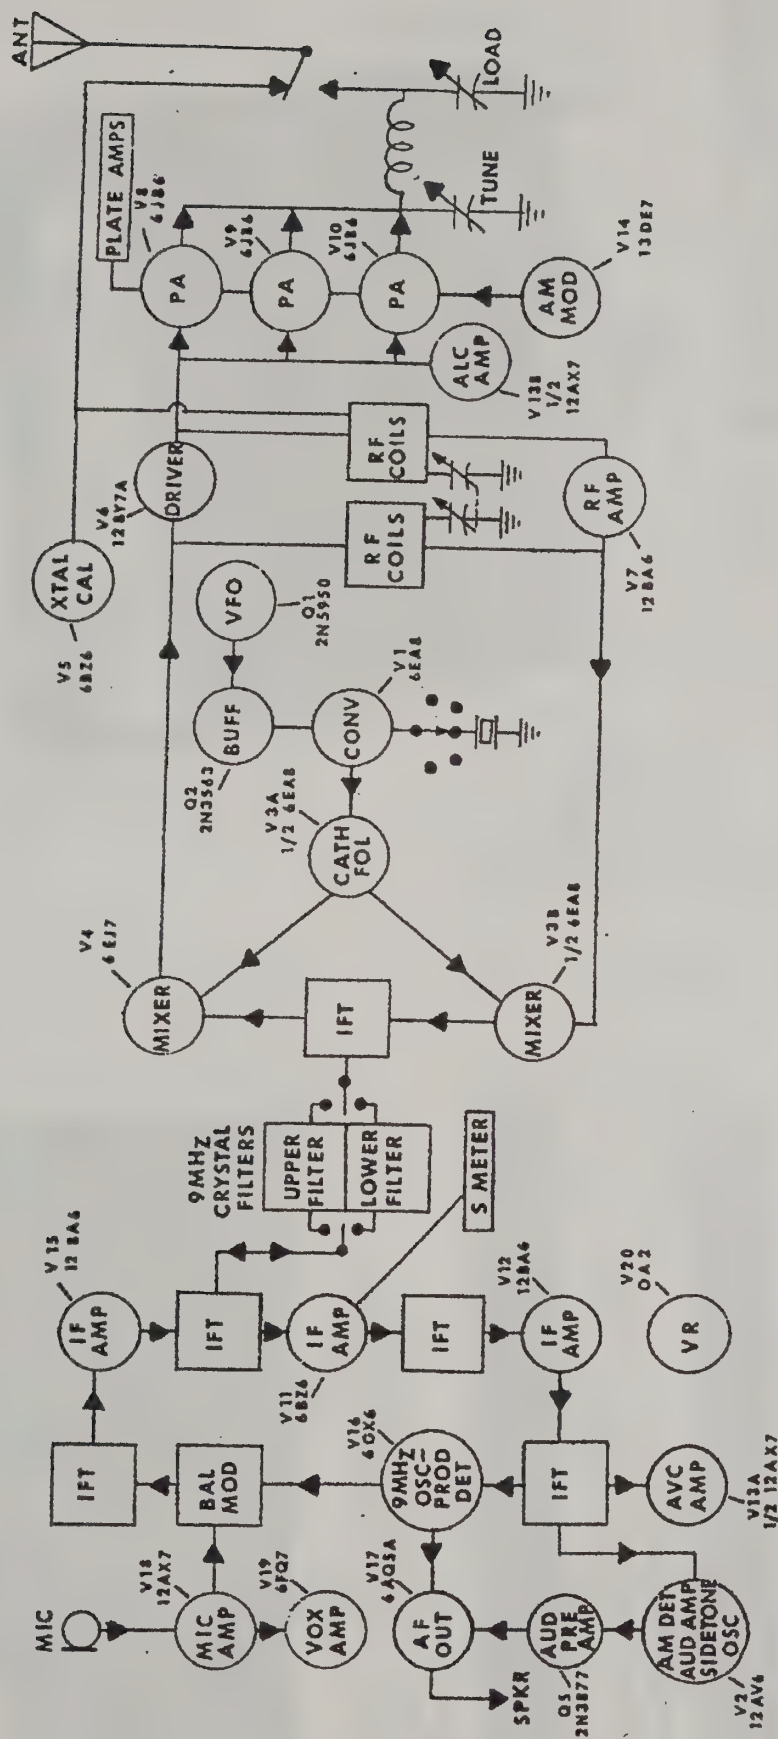 MIC
MIC
AMP
V18
12AX7
VOX
AMP
V19
6FQ7
SPKR
AF
OUT
V17
6AQ5A
AUD
PRE
AMP
Q5
2N3877
AM DET
AUD AMP
SIDETONE
OSC
V2
12AV6
IFT
BAL
MOD
9MHZ
OSC-
PROD
DET
V16
6GX6
IFT
AVC
AMP
V13A
1/2 12AX7
IF
AMP
V15
12BA6
IFT
IF
AMP
V11
6BZ6
IFT
IF
AMP
V12
12BA6
VR
V20
OA2
S METER
9MHZ
CRYSTAL
FILTERS
UPPER
FILTER
LOWER
FILTER
IFT
MIXER
V4
6EJ7
MIXER
V3B
1/2 6EA8
CATH
FOL
V3A
1/2 6EA8
BUFF
Q2
2N3563
CONV
V1
6EA8
VFO
Q1
2N5950
XTAL
CAL
V5
6BZ6
DRIVER
V6
12BY7A
RF
COILS
RF
COILS
RF
AMP
V7
12BA6
ALC
AMP
V13B
1/2
12AX7
PLATE AMPS
PA
V8
6JB6
PA
V9
6JB6
PA
V10
6JB6
AM
MOD
V14
13DE7
TUNE
LOAD
ANT